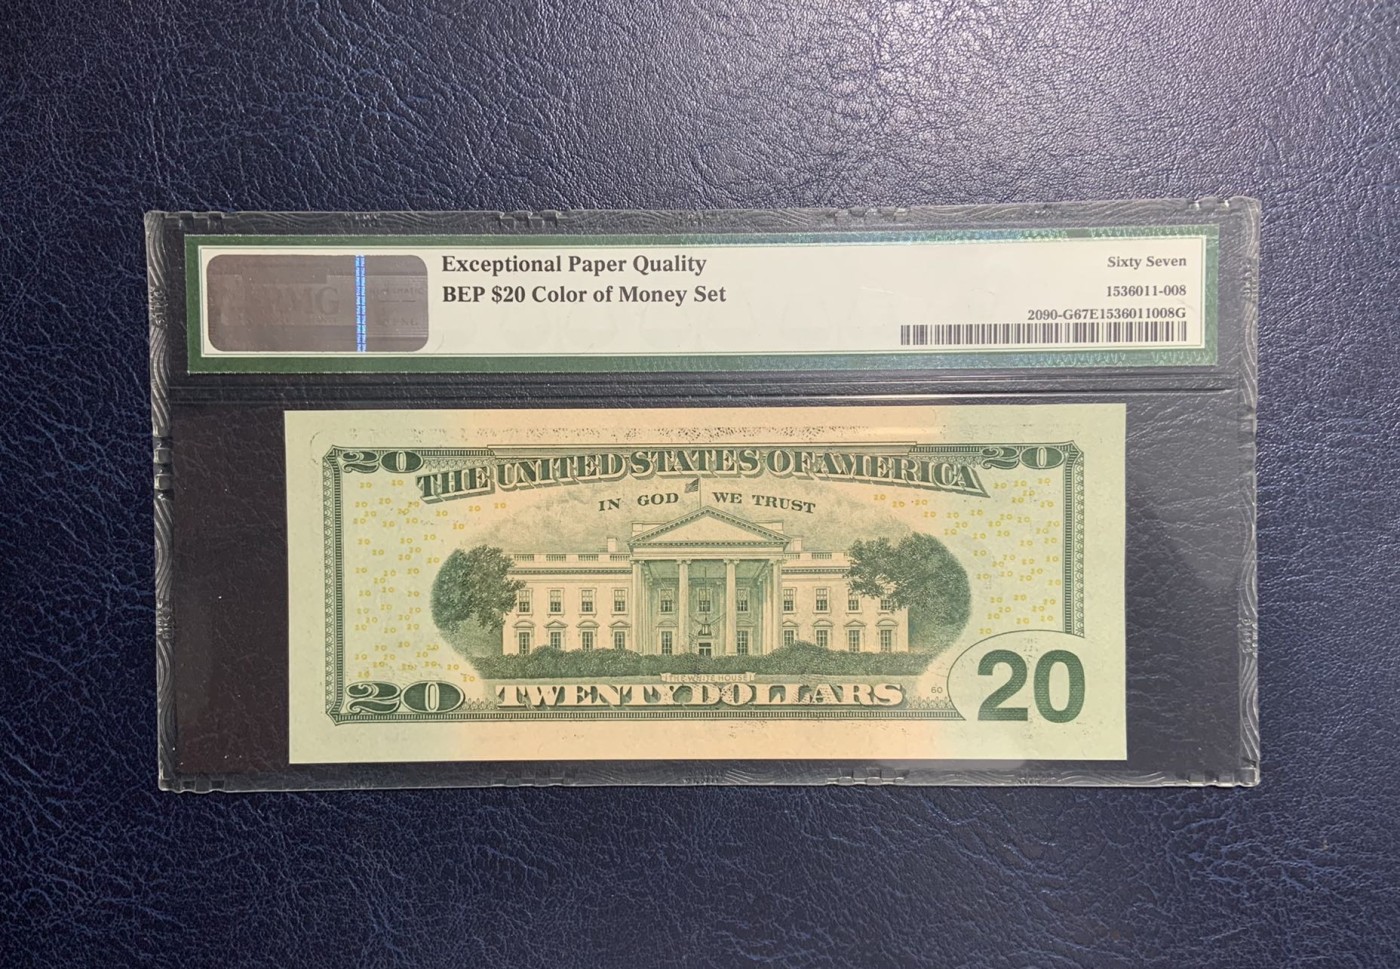 PMG
Exceptional Paper Quality
BEP $20 Color of Money Set
Sixty Seven
1536011-008
2090-G67E1536011008G
20
THE UNITED STATES OF AMERICA
20
IN GOD WE TRUST
THE WHITE HOUSE
20
TWENTY DOLLARS
60
20